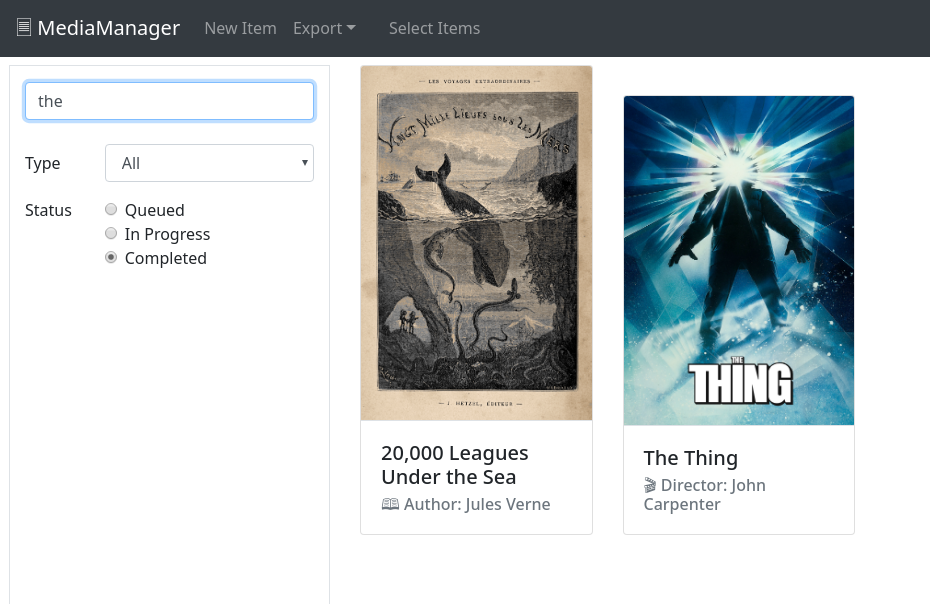 MediaManager
New Item
Export
Select Items
the
Type
All
Status
Queued
In Progress
Completed
— LES VOYAGES EXTRAORDINAIRES —
VINGT MILLE LIEUES SOUS LES MERS
— J. HETZEL, ÉDITEUR —
20,000 Leagues
Under the Sea
Author: Jules Verne
THE
THING
The Thing
Director: John
Carpenter